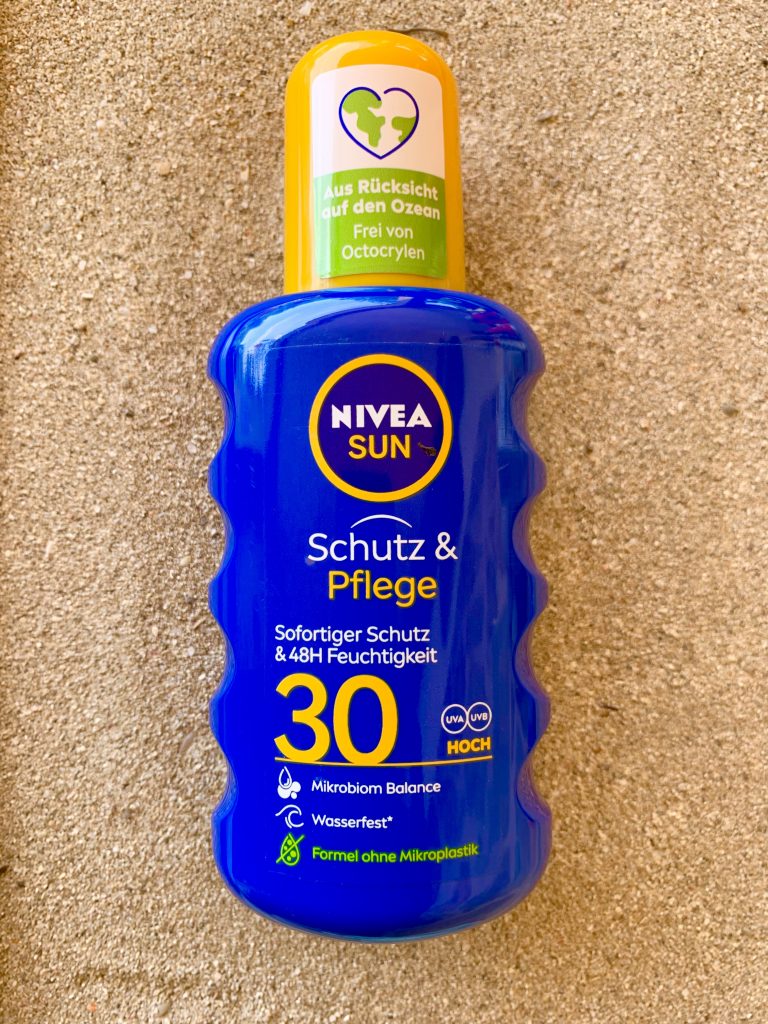 Aus Rücksicht
auf den Ozean
Frei von
Octocrylen
NIVEA
SUN
Schutz &
Pflege
Sofortiger Schutz
& 48H Feuchtigkeit
30
UVA UVB
HOCH
Mikrobiom Balance
Wasserfest*
Formel ohne Mikroplastik